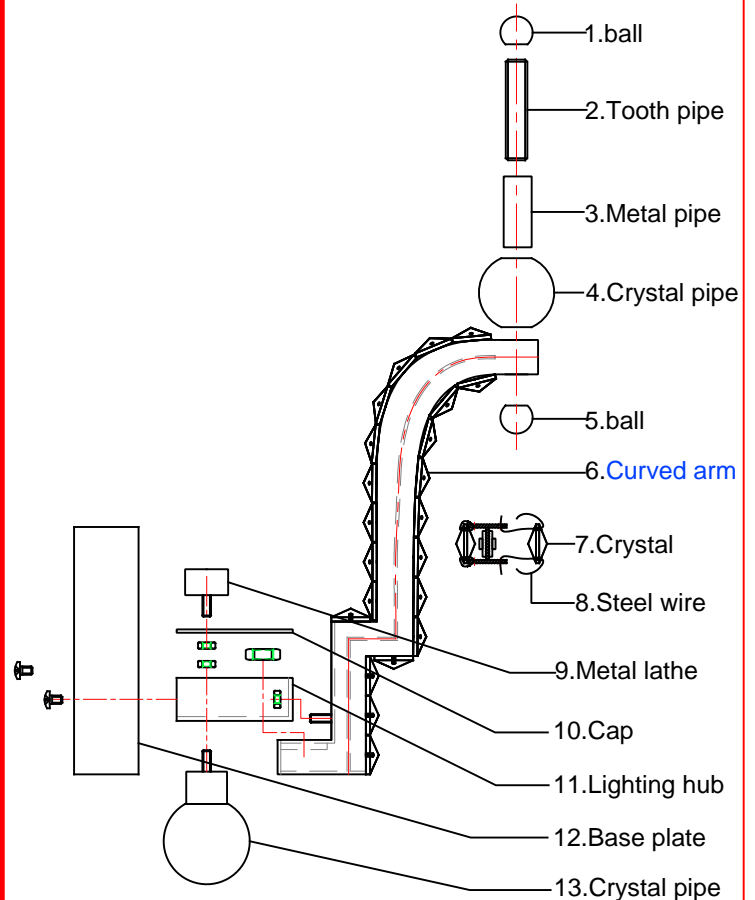 1.ball
2.Tooth pipe
3.Metal pipe
4.Crystal pipe
5.ball
6.Curved arm
7.Crystal
8.Steel wire
9.Metal lathe
10.Cap
11.Lighting hub
12.Base plate
13.Crystal pipe